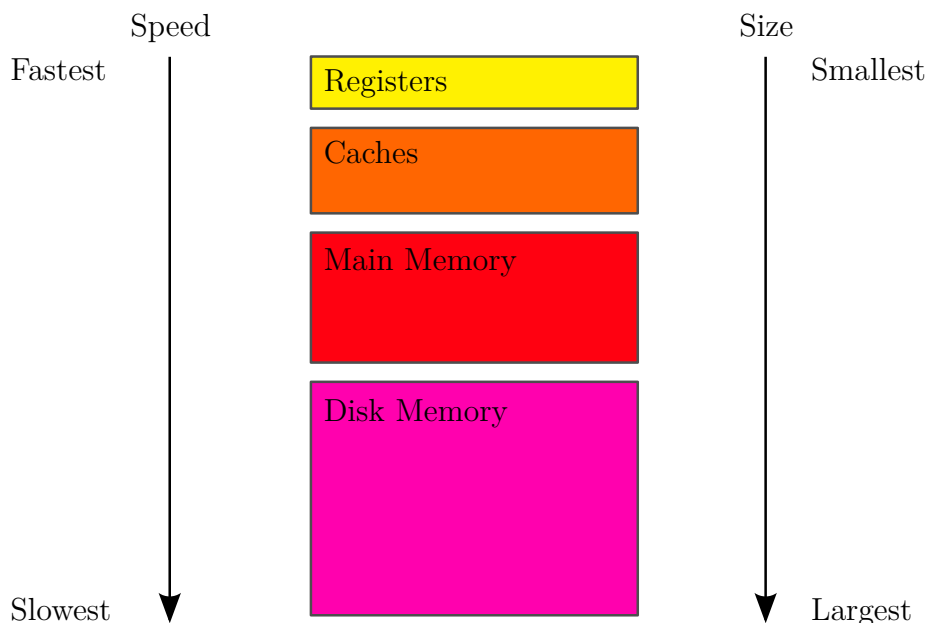 Speed
Size
Fastest
Registers
Smallest
Caches
Main Memory
Disk Memory
Slowest
Largest